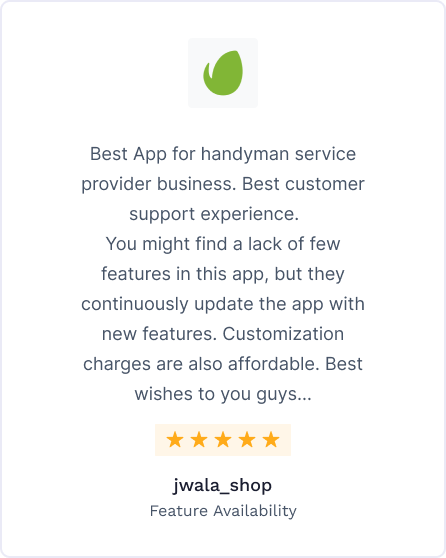 Best App for handyman service
provider business. Best customer
support experience.
You might find a lack of few
features in this app, but they
continuously update the app with
new features. Customization
charges are also affordable. Best
wishes to you guys...
jwala_shop
Feature Availability